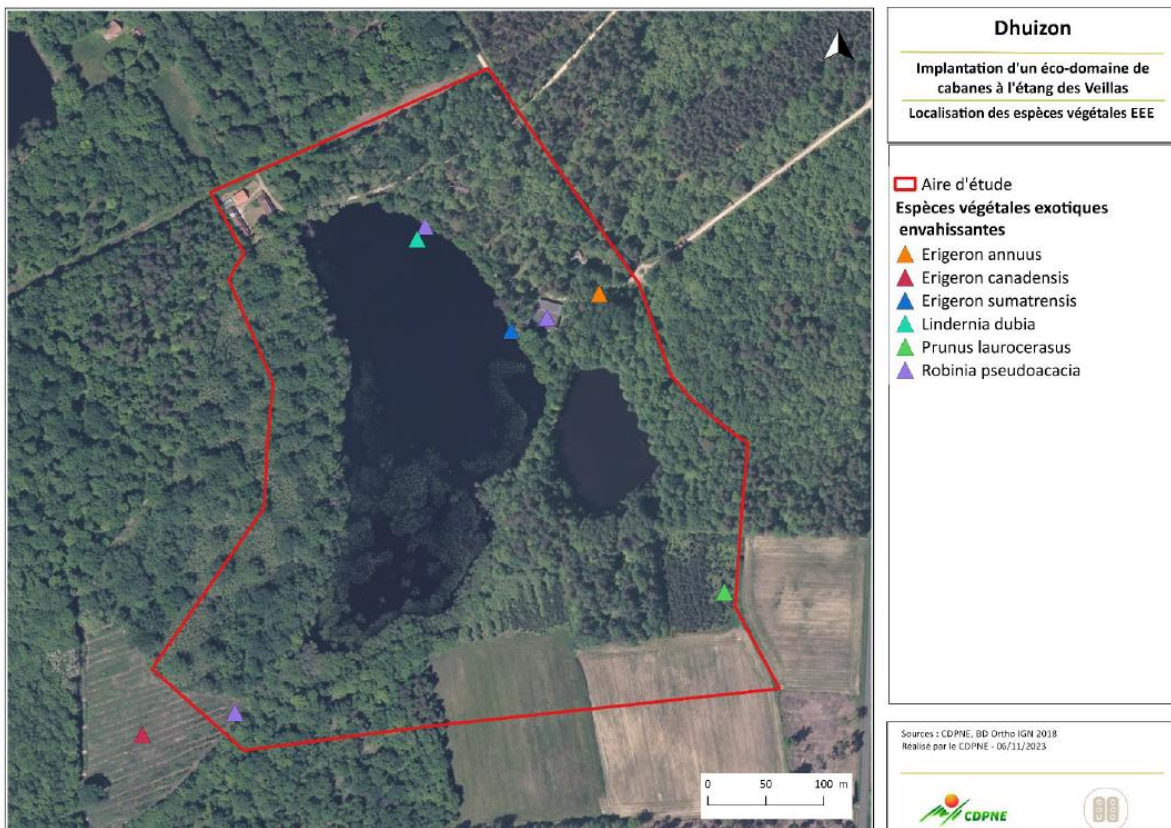 Dhuizon
Implantation d'un éco-domaine de
cabanes à l'étang des Veillas
Localisation des espèces végétales EEE
Aire d'étude
Espèces végétales exotiques
envahissantes
Erigeron annuus
Erigeron canadensis
Erigeron sumatrensis
Lindernia dubia
Prunus laurocerasus
Robinia pseudoacacia
0 50 100 m
Sources : CDPNE, BD Ortho IGN 2018
Réalisé par le CDPNE - 06/11/2023
CDPNE